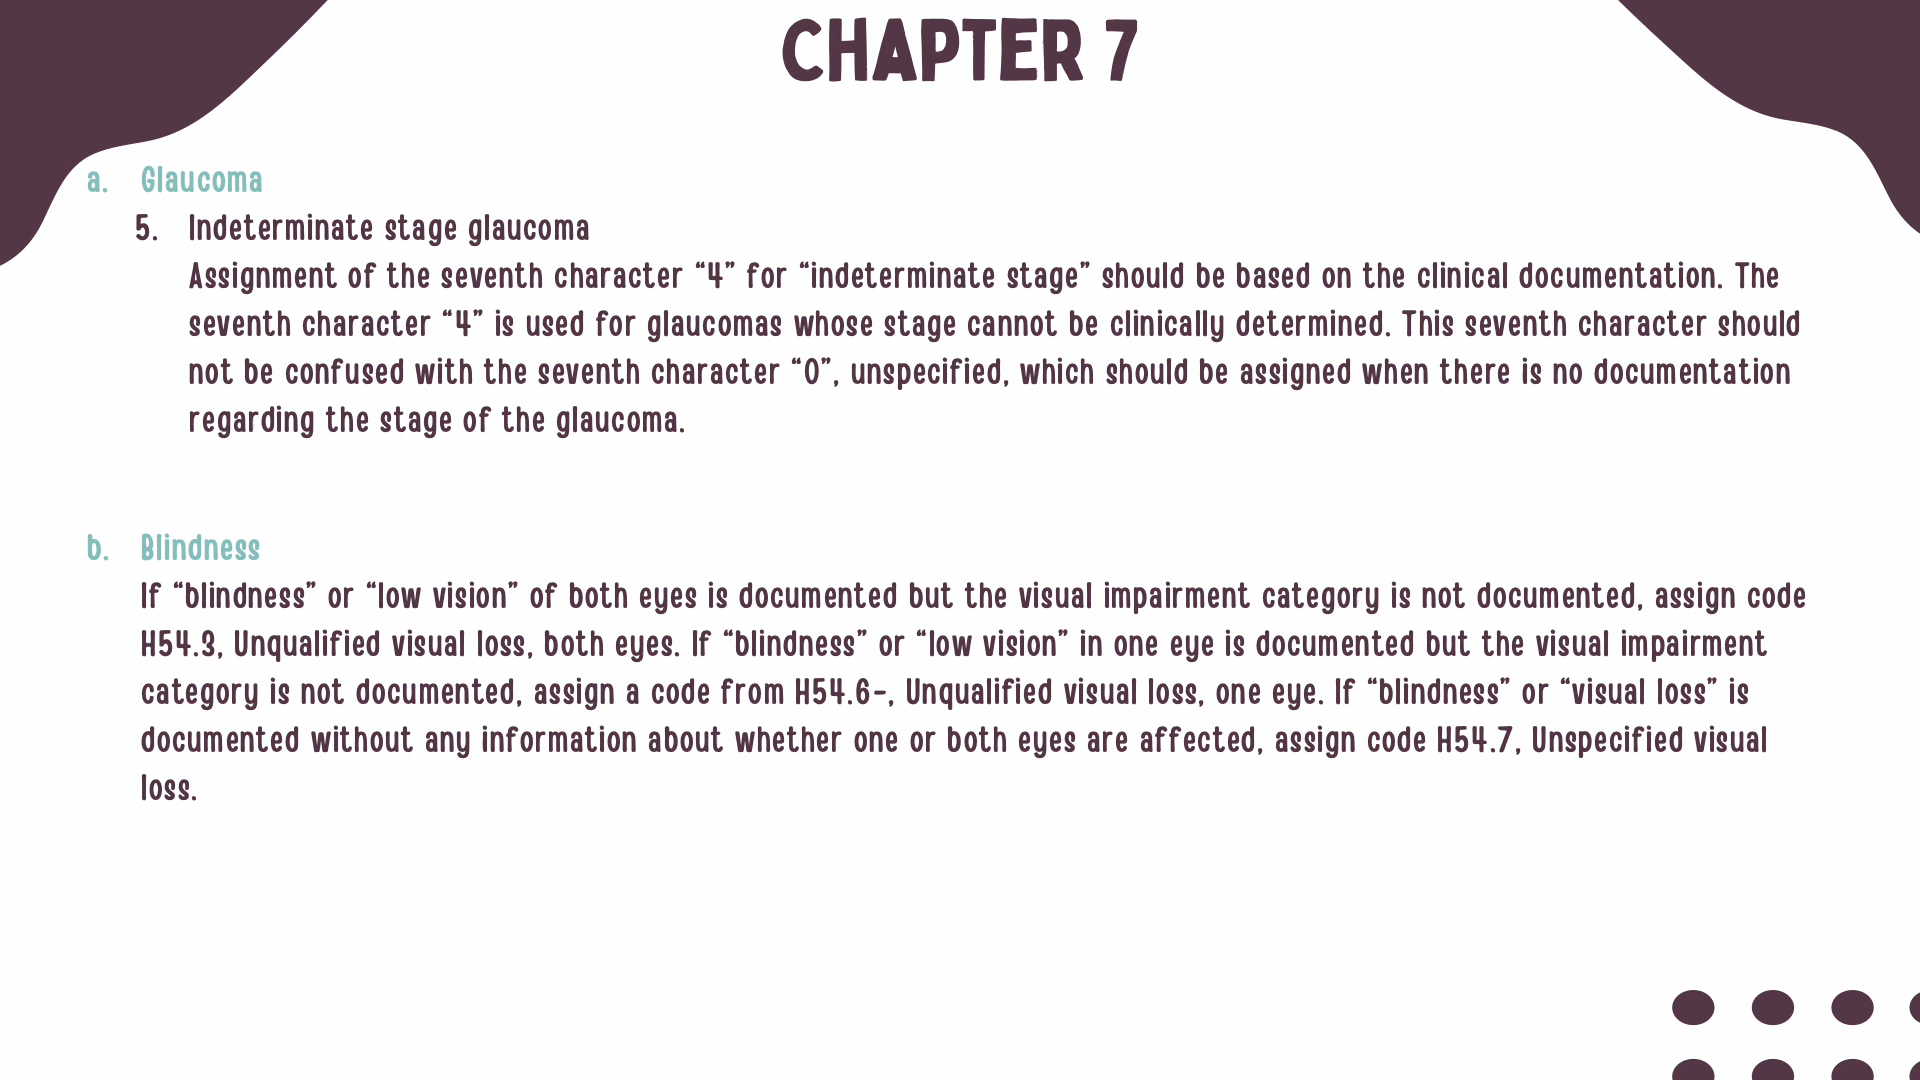 CHAPTER 7
a. Glaucoma
5. Indeterminate stage glaucoma
Assignment of the seventh character “4” for “indeterminate stage” should be based on the clinical documentation. The
seventh character “4” is used for glaucomas whose stage cannot be clinically determined. This seventh character should
not be confused with the seventh character “0”, unspecified, which should be assigned when there is no documentation
regarding the stage of the glaucoma.
b. Blindness
If “blindness” or “low vision” of both eyes is documented but the visual impairment category is not documented, assign code
H54.3, Unqualified visual loss, both eyes. If “blindness” or “low vision” in one eye is documented but the visual impairment
category is not documented, assign a code from H54.6-, Unqualified visual loss, one eye. If “blindness” or “visual loss” is
documented without any information about whether one or both eyes are affected, assign code H54.7, Unspecified visual
loss.